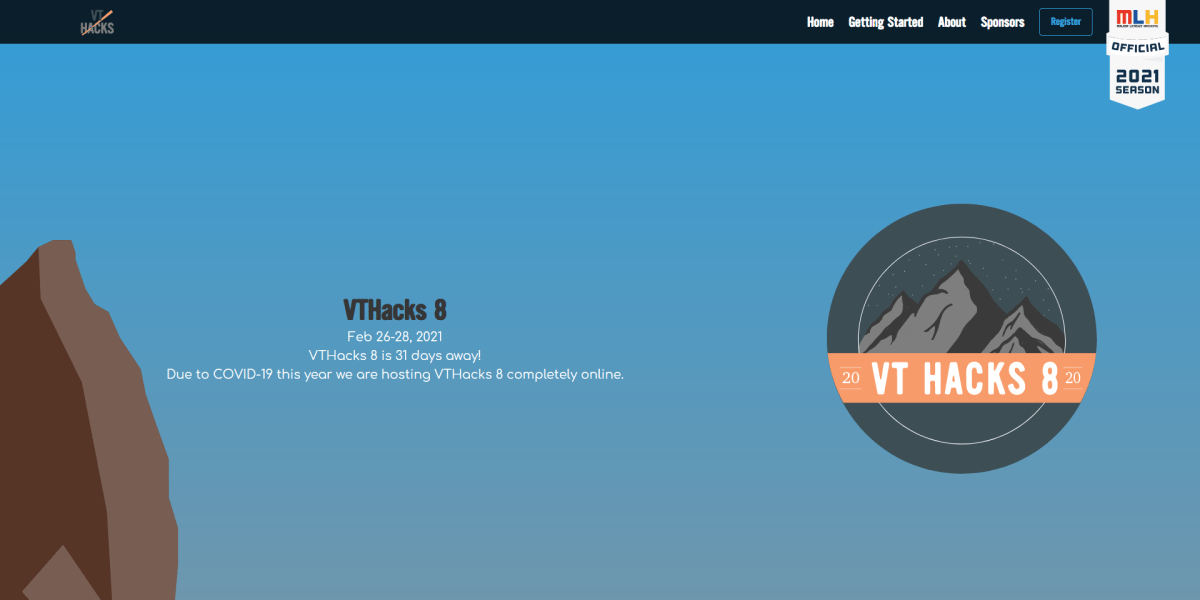 VT
HACKS
Home Getting Started About Sponsors Register
MLH
MAJOR LEAGUE HACKING
OFFICIAL
2021
SEASON
VTHacks 8
Feb 26-28, 2021
VTHacks 8 is 31 days away!
Due to COVID-19 this year we are hosting VTHacks 8 completely online.
20 VT HACKS 8 20